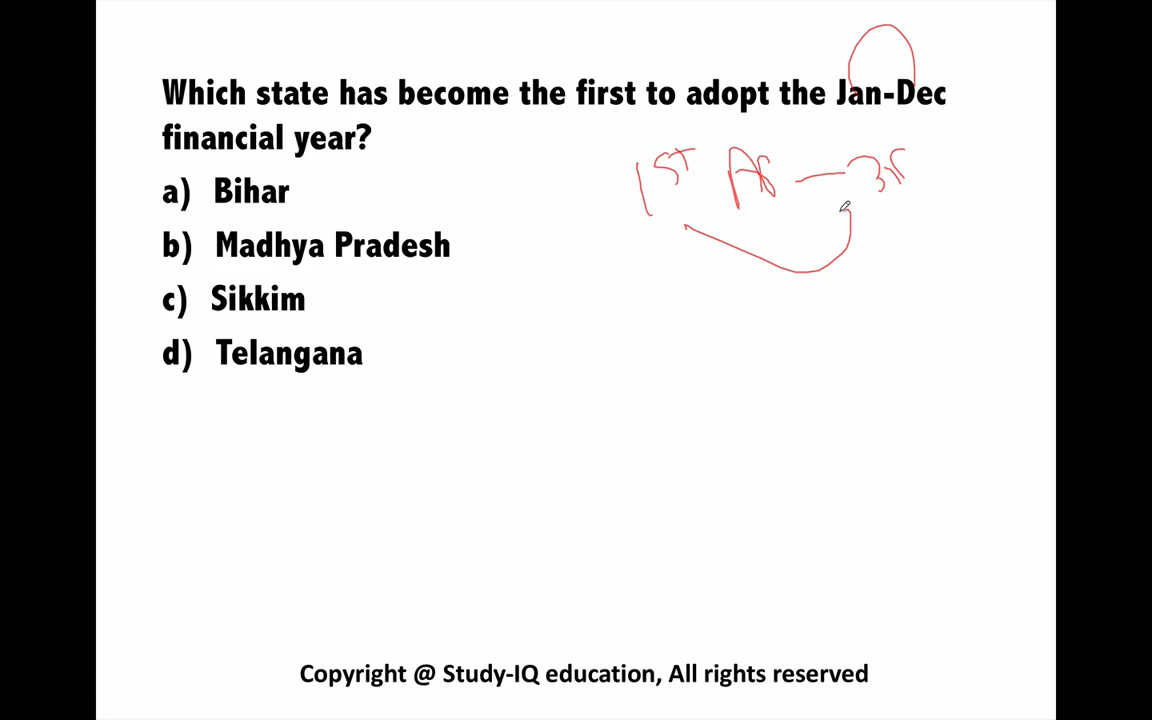 Which state has become the first to adopt the Jan-Dec
financial year?
a) Bihar
b) Madhya Pradesh
c) Sikkim
d) Telangana
1ST
Copyright @ Study-IQ education, All rights reserved